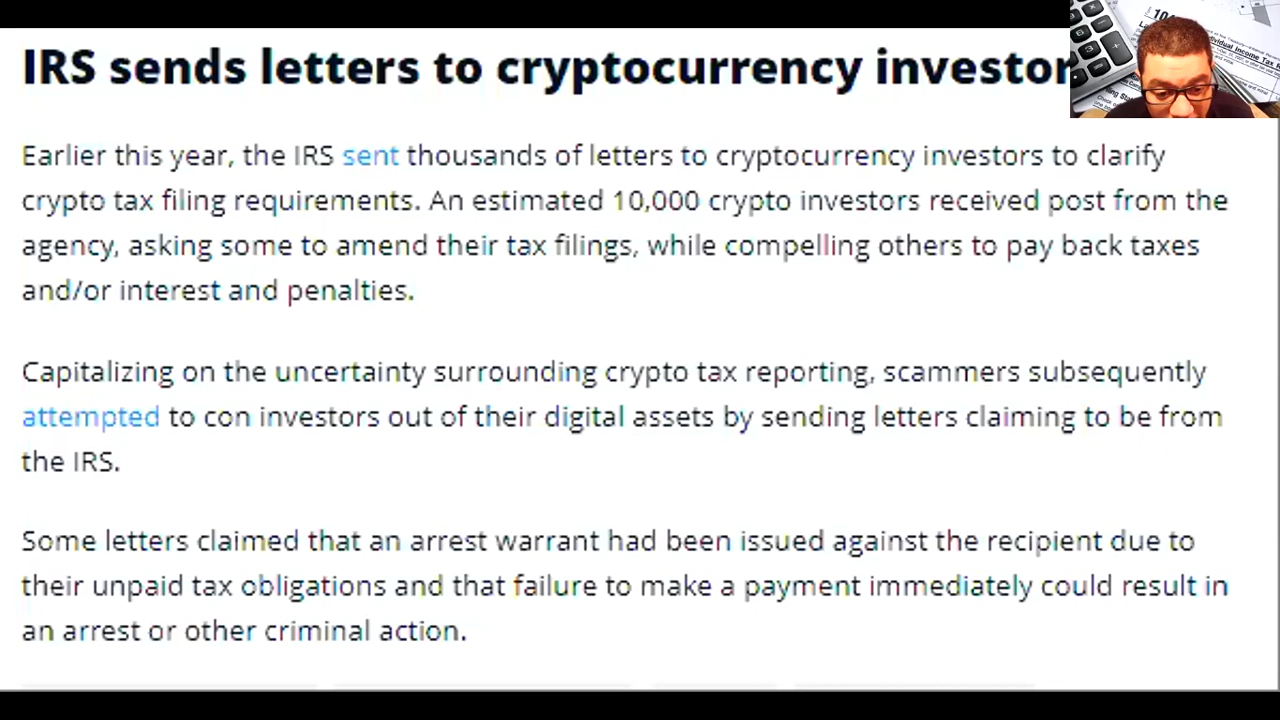 IRS sends letters to cryptocurrency investor
Earlier this year, the IRS sent thousands of letters to cryptocurrency investors to clarify
crypto tax filing requirements. An estimated 10,000 crypto investors received post from the
agency, asking some to amend their tax filings, while compelling others to pay back taxes
and/or interest and penalties.
Capitalizing on the uncertainty surrounding crypto tax reporting, scammers subsequently
attempted to con investors out of their digital assets by sending letters claiming to be from
the IRS.
Some letters claimed that an arrest warrant had been issued against the recipient due to
their unpaid tax obligations and that failure to make a payment immediately could result in
an arrest or other criminal action.
104
Individual Income Tax